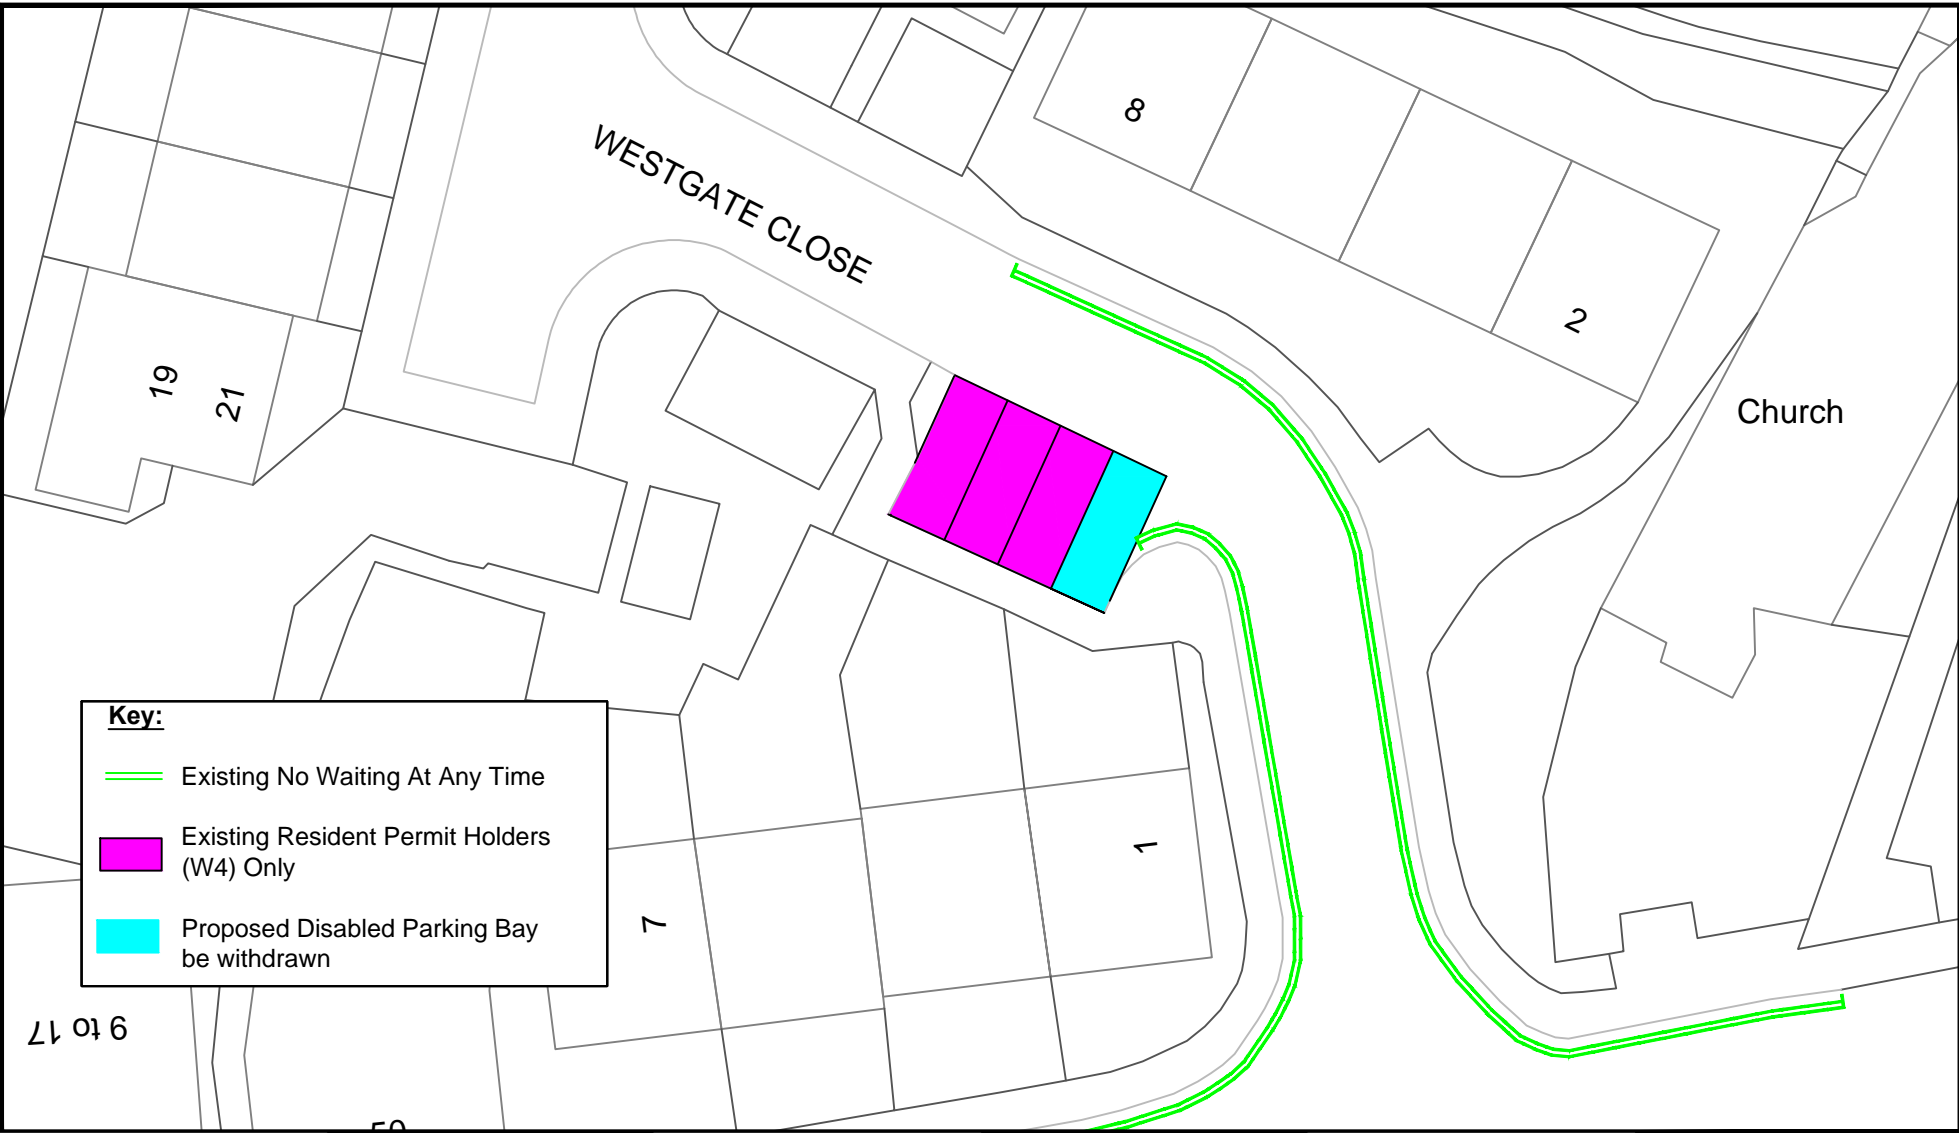 8
WESTGATE CLOSE
2
19
21
Church
Key:
Existing No Waiting At Any Time
Existing Resident Permit Holders
(W4) Only
Proposed Disabled Parking Bay
be withdrawn
1
7
9 to 17